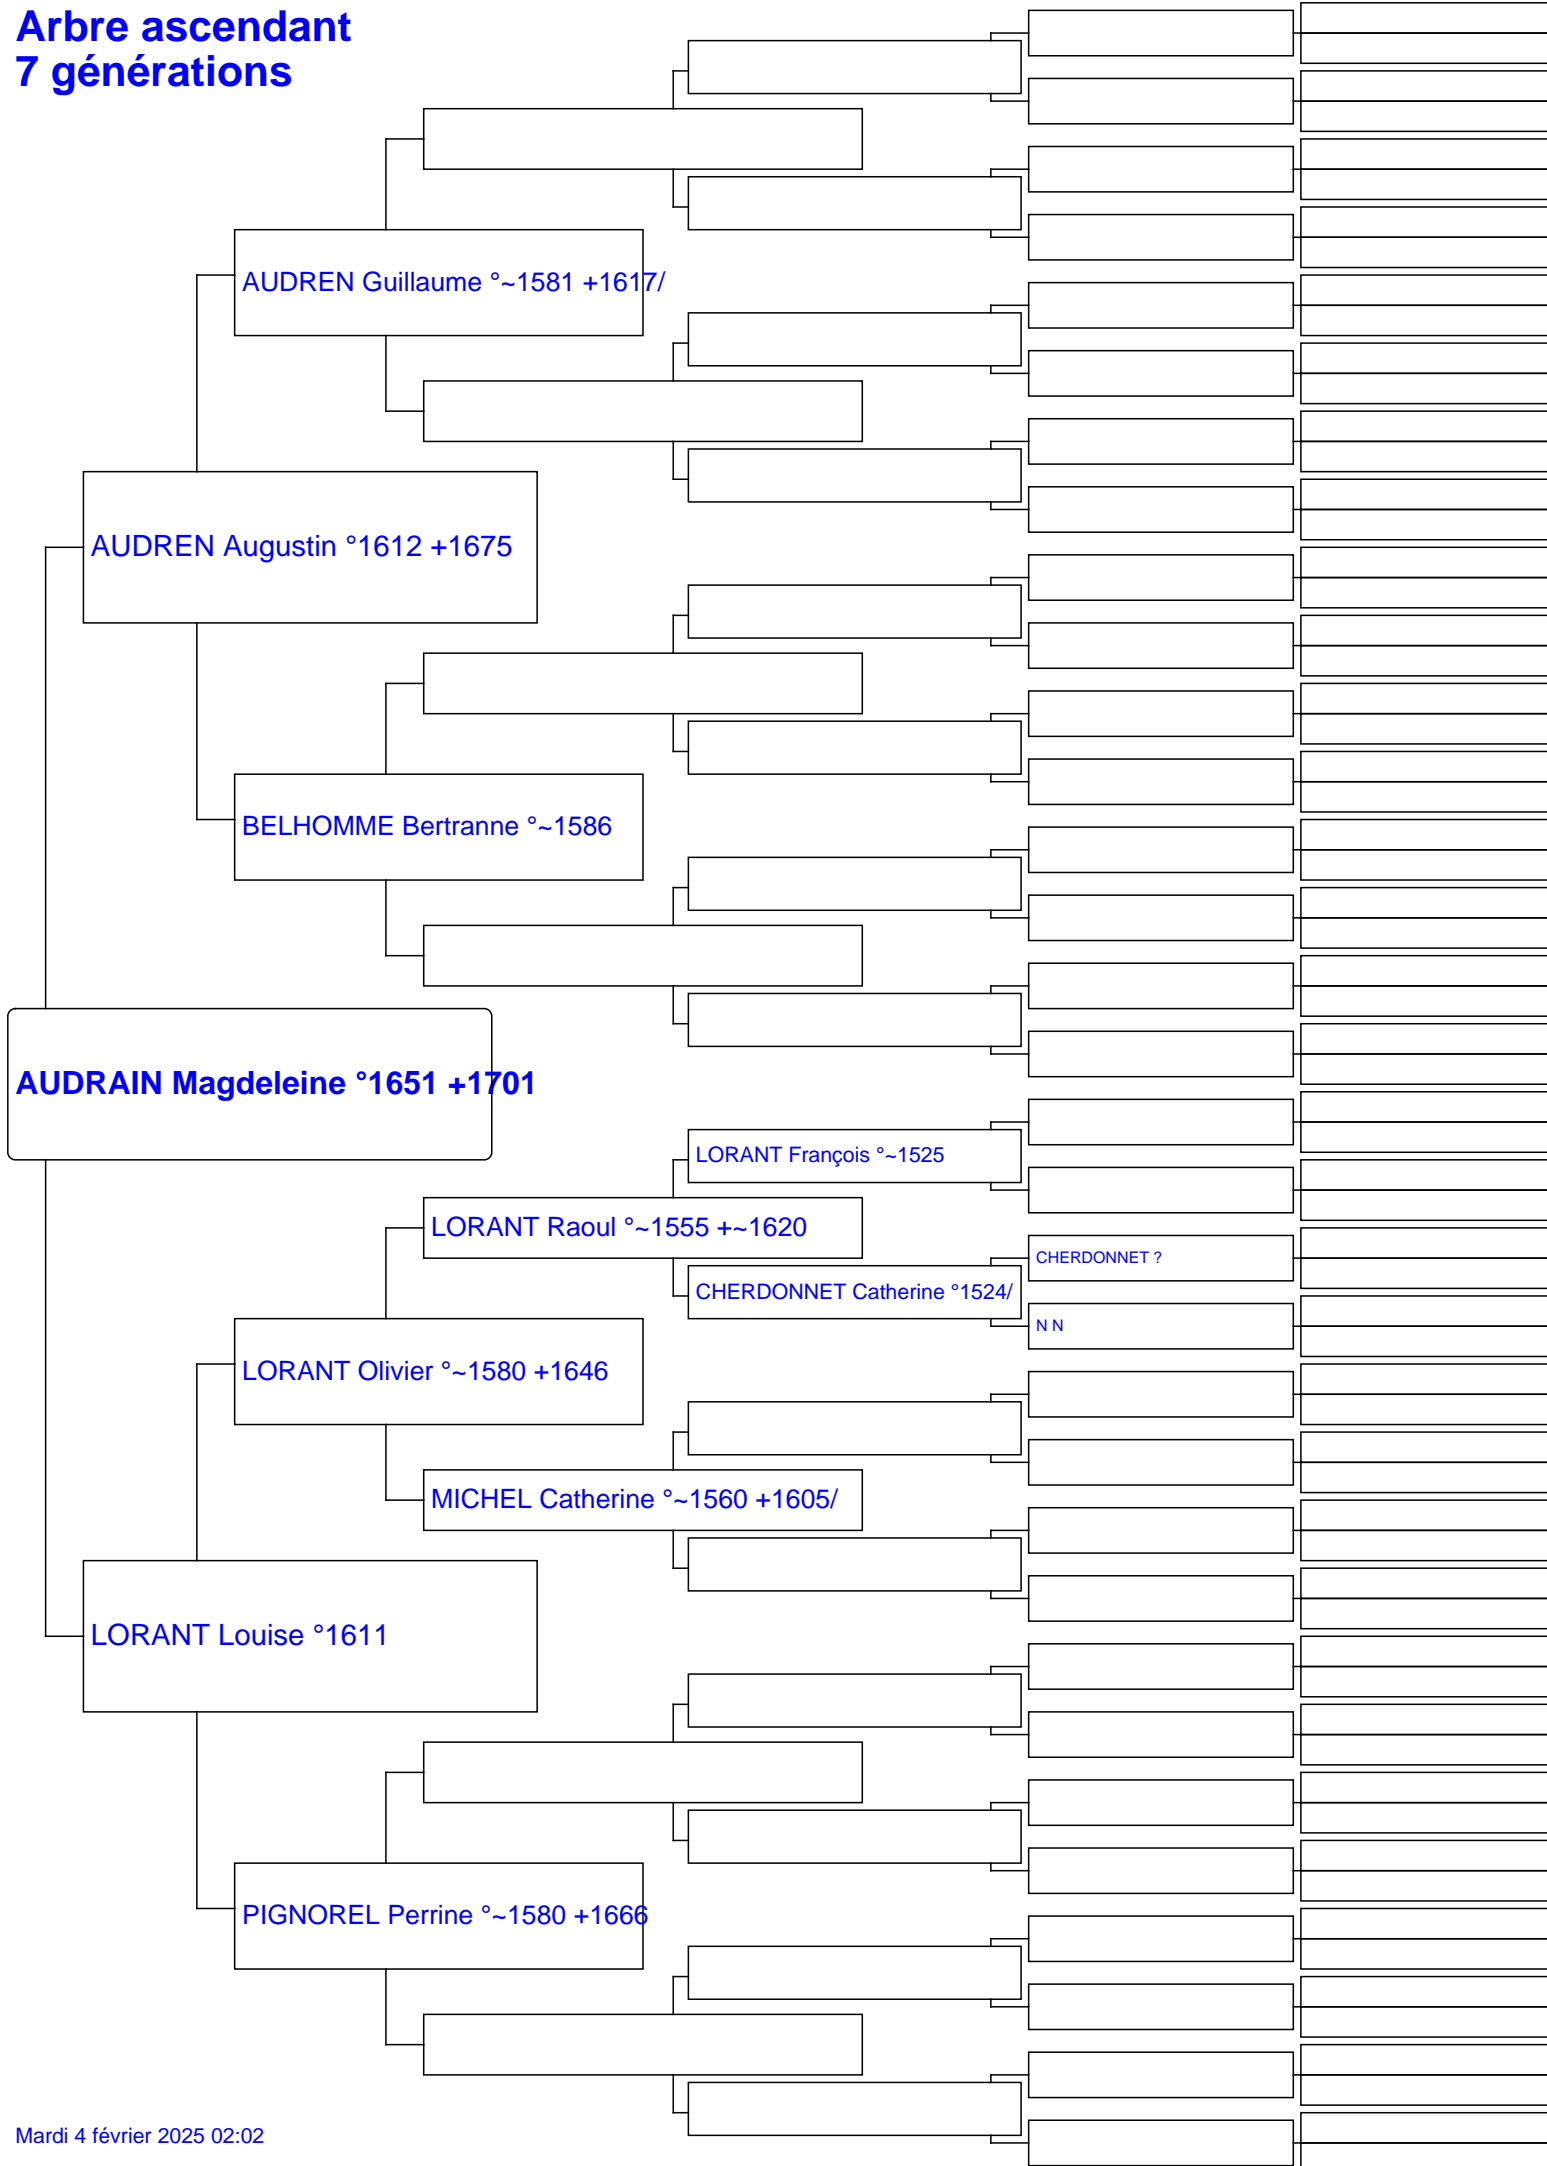 Arbre ascendant
7 générations
AUDREN Guillaume °~1581 +1617/
AUDREN Augustin °1612 +1675
BELHOMME Bertranne °~1586
AUDRAIN Magdeleine °1651 +1701
LORANT François °~1525
LORANT Raoul °~1555 +~1620
CHERDONNET ?
CHERDONNET Catherine °1524/
N N
LORANT Olivier °~1580 +1646
MICHEL Catherine °~1560 +1605/
LORANT Louise °1611
PIGNOREL Perrine °~1580 +1666
Mardi 4 février 2025 02:02